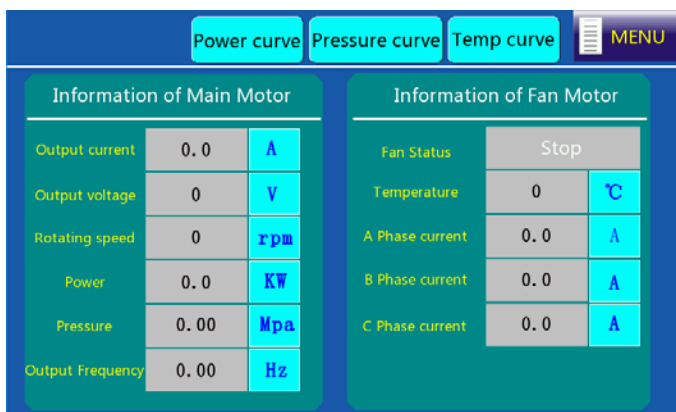 Power curve Pressure curve Temp curve MENU
Information of Main Motor
Output current 0.0 A
Output voltage 0 V
Rotating speed 0 rpm
Power 0.0 KW
Pressure 0.00 Mpa
Output Frequency 0.00 Hz
Information of Fan Motor
Fan Status Stop
Temperature 0 ℃
A Phase current 0.0 A
B Phase current 0.0 A
C Phase current 0.0 A